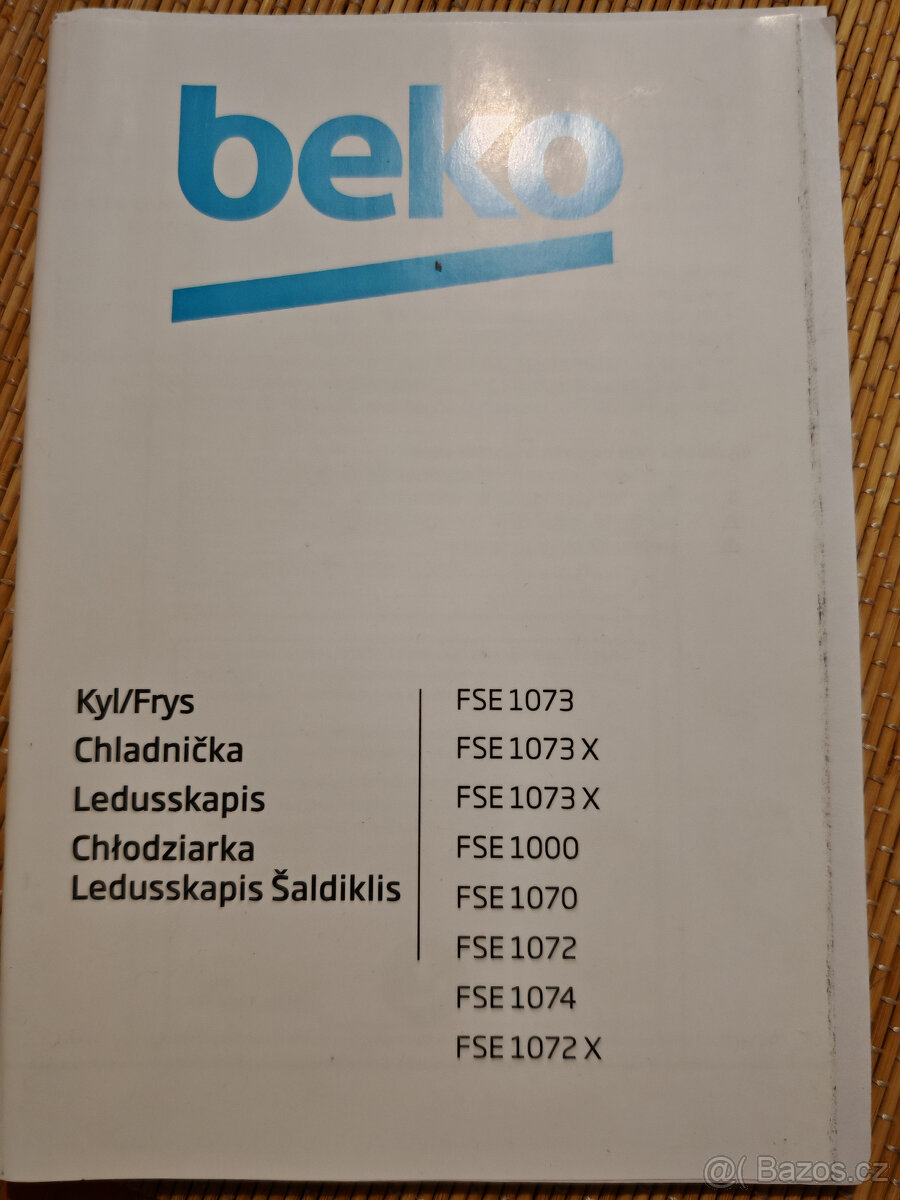 beko
Kyl/Frys
Chladnička
Ledusskapis
Chłodziarka
Ledusskapis Šaldiklis
FSE 1073
FSE 1073 X
FSE 1073 X
FSE 1000
FSE 1070
FSE 1072
FSE 1074
FSE 1072 X
@( Bazos.cz